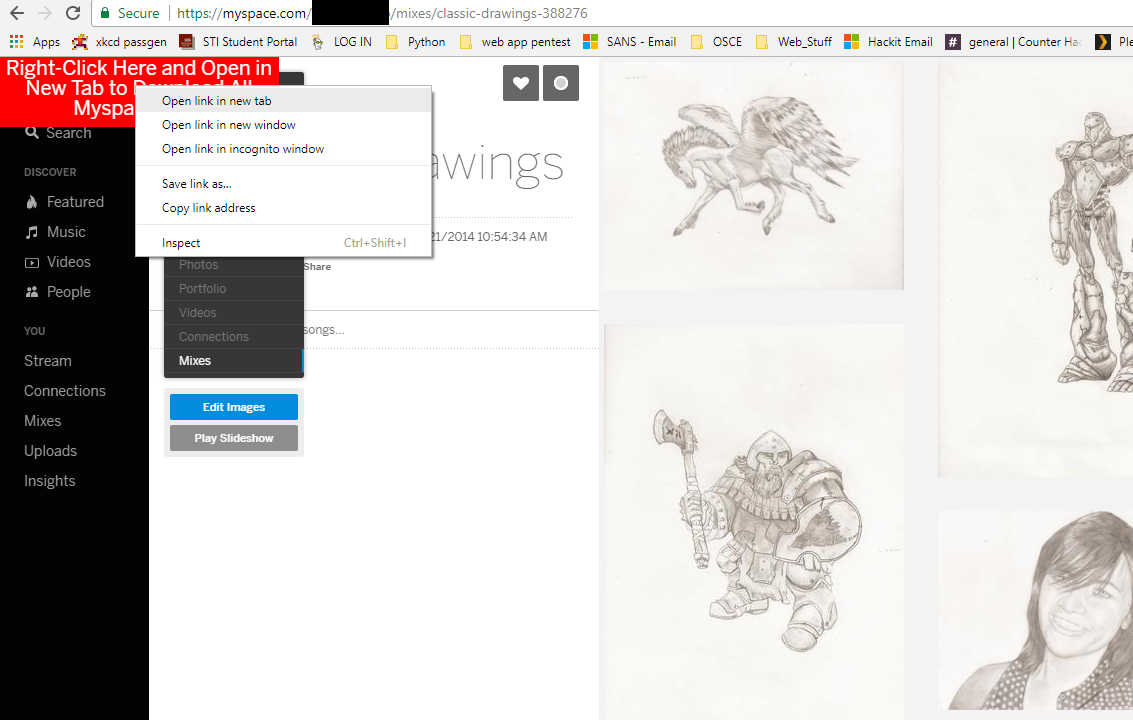 Secure
https://myspace.com/
/mixes/classic-drawings-388276
Apps
xkcd passgen
STI Student Portal
LOG IN
Python
web app pentest
SANS - Email
OSCE
Web_Stuff
Hackit Email
general | Counter Hac
Ple
Right-Click Here and Open in
New Tab to Download All
Myspa
Open link in new tab
Open link in new window
Open link in incognito window
Save link as...
Copy link address
Inspect Ctrl+Shift+I
Search
DISCOVER
Featured
Music
Videos
People
YOU
Stream
Connections
Mixes
Uploads
Insights
awings
21/2014 10:54:34 AM
Share
Photos
Portfolio
Videos
Connections
songs...
Mixes
Edit Images
Play Slideshow